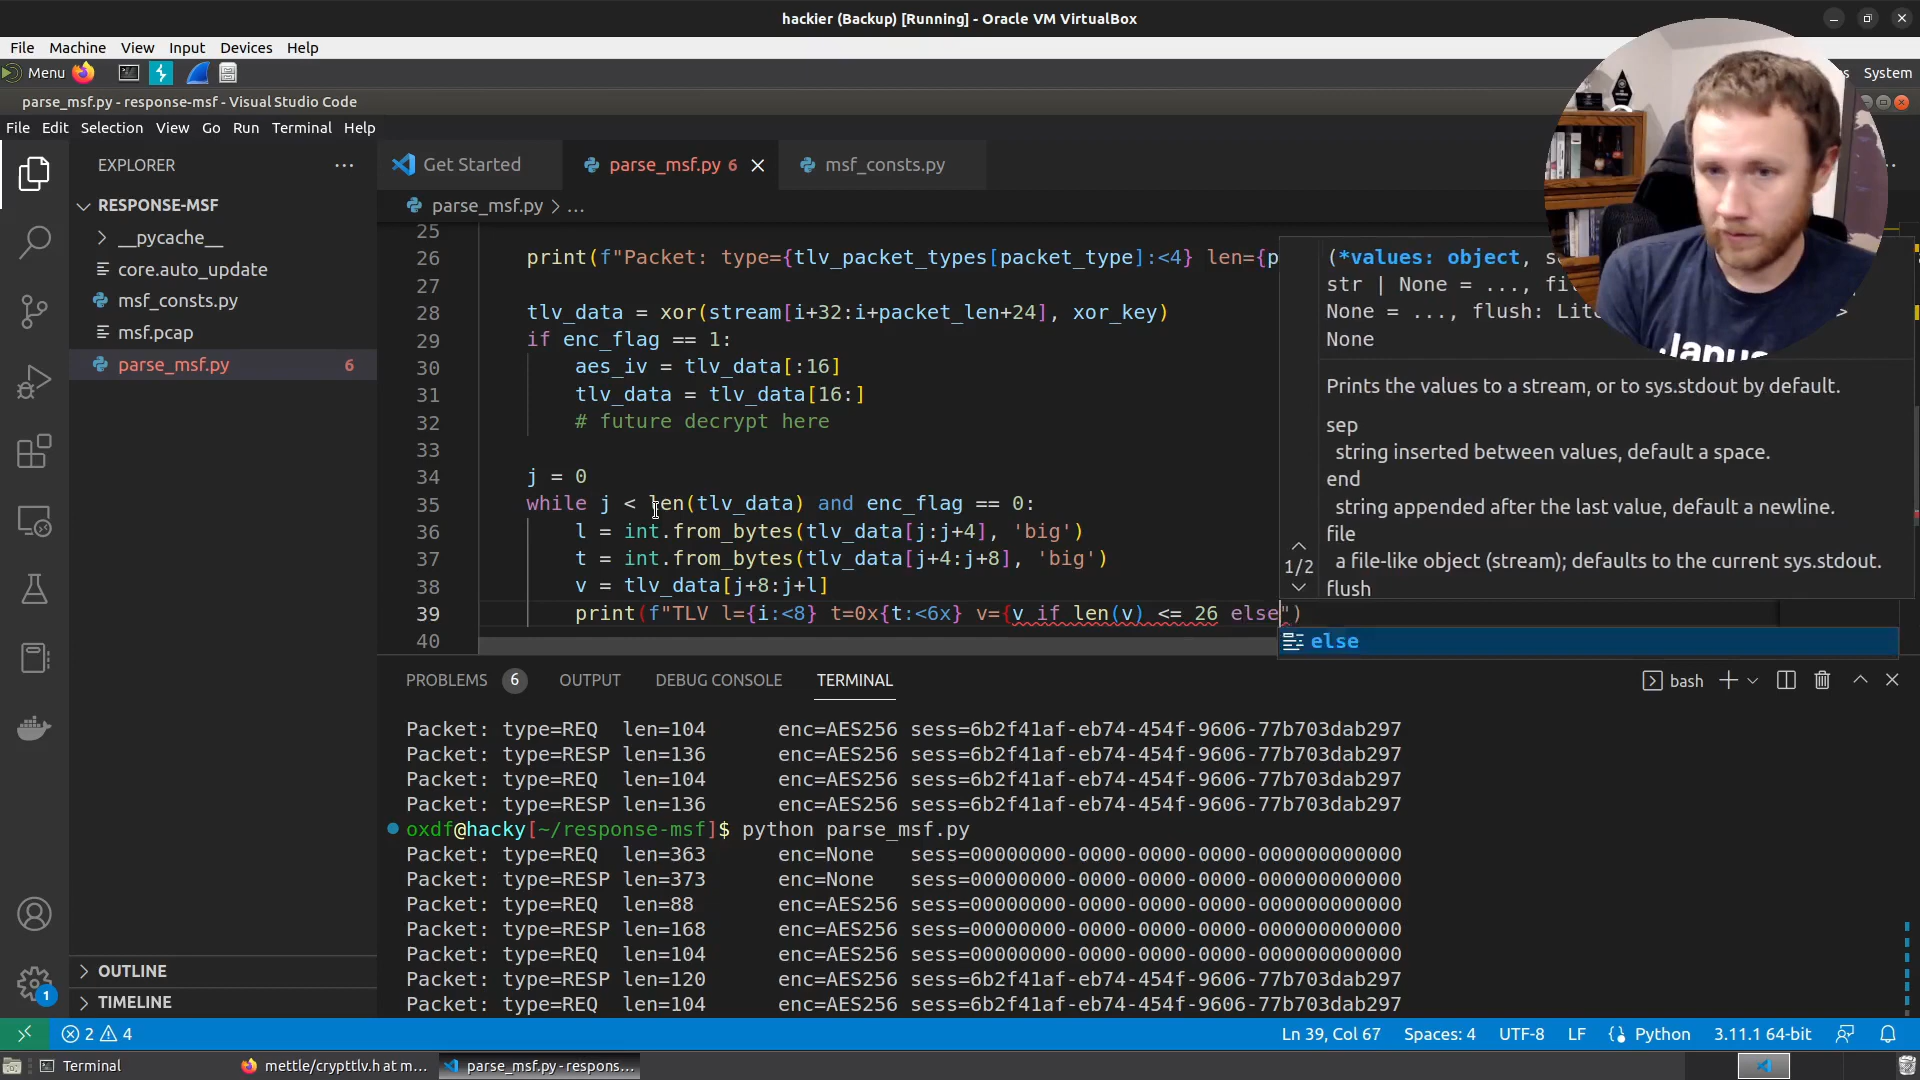 hackier (Backup) [Running] - Oracle VM VirtualBox
File Machine View Input Devices Help
Menu
System
parse_msf.py - response-msf - Visual Studio Code
File Edit Selection View Go Run Terminal Help
EXPLORER
RESPONSE-MSF
__pycache__
core.auto_update
msf_consts.py
msf.pcap
parse_msf.py 6
OUTLINE
TIMELINE
Get Started
parse_msf.py 6
msf_consts.py
parse_msf.py > ...
25
26 print(f"Packet: type={tlv_packet_types[packet_type]:<4} len={p
27
28 tlv_data = xor(stream[i+32:i+packet_len+24], xor_key)
29 if enc_flag == 1:
30 aes_iv = tlv_data[:16]
31 tlv_data = tlv_data[16:]
32 # future decrypt here
33
34 j = 0
35 while j < len(tlv_data) and enc_flag == 0:
36 l = int.from_bytes(tlv_data[j:j+4], 'big')
37 t = int.from_bytes(tlv_data[j+4:j+8], 'big')
38 v = tlv_data[j+8:j+l]
39 print(f"TLV l={i:<8} t=0x{t:<6x} v={v if len(v) <= 26 else")
40
else
(*values: object, s
str | None = ..., fi
None = ..., flush: Lit
>
None
Prints the values to a stream, or to sys.stdout by default.
sep
string inserted between values, default a space.
end
string appended after the last value, default a newline.
file
a file-like object (stream); defaults to the current sys.stdout.
flush
1/2
Japus
PROBLEMS 6 OUTPUT DEBUG CONSOLE TERMINAL
bash
Packet: type=REQ len=104 enc=AES256 sess=6b2f41af-eb74-454f-9606-77b703dab297
Packet: type=RESP len=136 enc=AES256 sess=6b2f41af-eb74-454f-9606-77b703dab297
Packet: type=REQ len=104 enc=AES256 sess=6b2f41af-eb74-454f-9606-77b703dab297
Packet: type=RESP len=136 enc=AES256 sess=6b2f41af-eb74-454f-9606-77b703dab297
oxdf@hacky[~/response-msf]$ python parse_msf.py
Packet: type=REQ len=363 enc=None sess=00000000-0000-0000-0000-000000000000
Packet: type=RESP len=373 enc=None sess=00000000-0000-0000-0000-000000000000
Packet: type=REQ len=88 enc=AES256 sess=00000000-0000-0000-0000-000000000000
Packet: type=RESP len=168 enc=AES256 sess=00000000-0000-0000-0000-000000000000
Packet: type=REQ len=104 enc=AES256 sess=00000000-0000-0000-0000-000000000000
Packet: type=RESP len=120 enc=AES256 sess=6b2f41af-eb74-454f-9606-77b703dab297
Packet: type=REQ len=104 enc=AES256 sess=6b2f41af-eb74-454f-9606-77b703dab297
1
2 4
Ln 39, Col 67 Spaces: 4 UTF-8 LF Python 3.11.1 64-bit
Terminal
mettle/crypttlv.h at m...
parse_msf.py - respons...